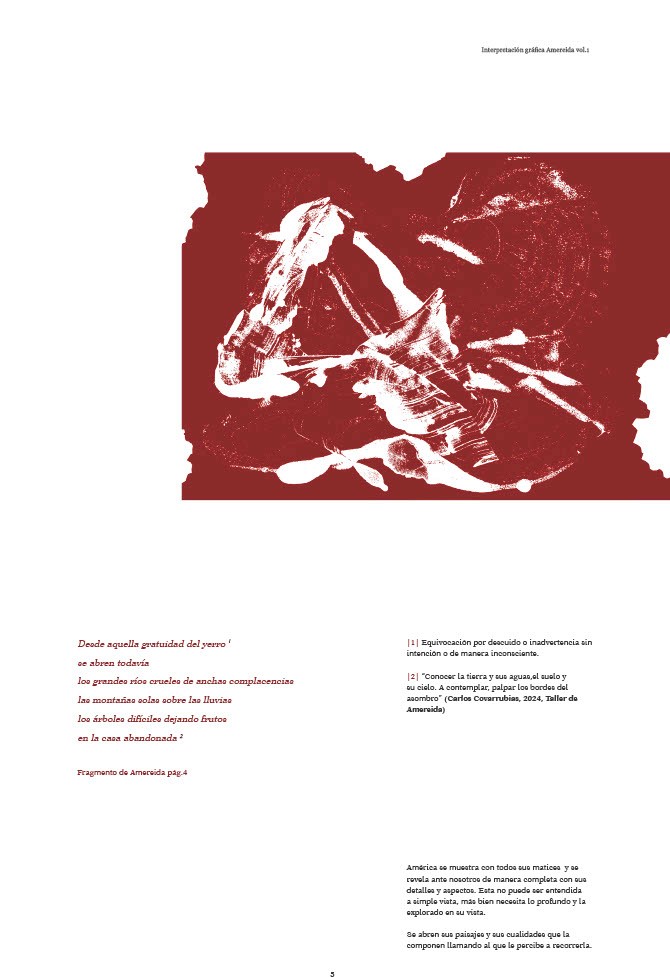 Interpretación gráfica Amereida vol.1
Desde aquella gratuidad del yerro ¹
se abren todavía
los grandes ríos crueles de anchas complacencias
las montañas solas sobre las lluvias
los árboles difíciles dejando frutos
en la casa abandonada ²
Fragmento de Amereida pág.4
|1| Equivocación por descuido o inadvertencia sin
intención o de manera inconsciente.
|2| “Conocer la tierra y sus aguas,el suelo y
su cielo. A contemplar, palpar los bordes del
asombro” (Carlos Covarrubias, 2024, Taller de
Amereida)
América se muestra con todos sus matices y se
revela ante nosotros de manera completa con sus
detalles y aspectos. Esta no puede ser entendida
a simple vista, más bien necesita lo profundo y la
explorado en su vista.
Se abren sus paisajes y sus cualidades que la
componen llamando al que le percibe a recorrerla.
5